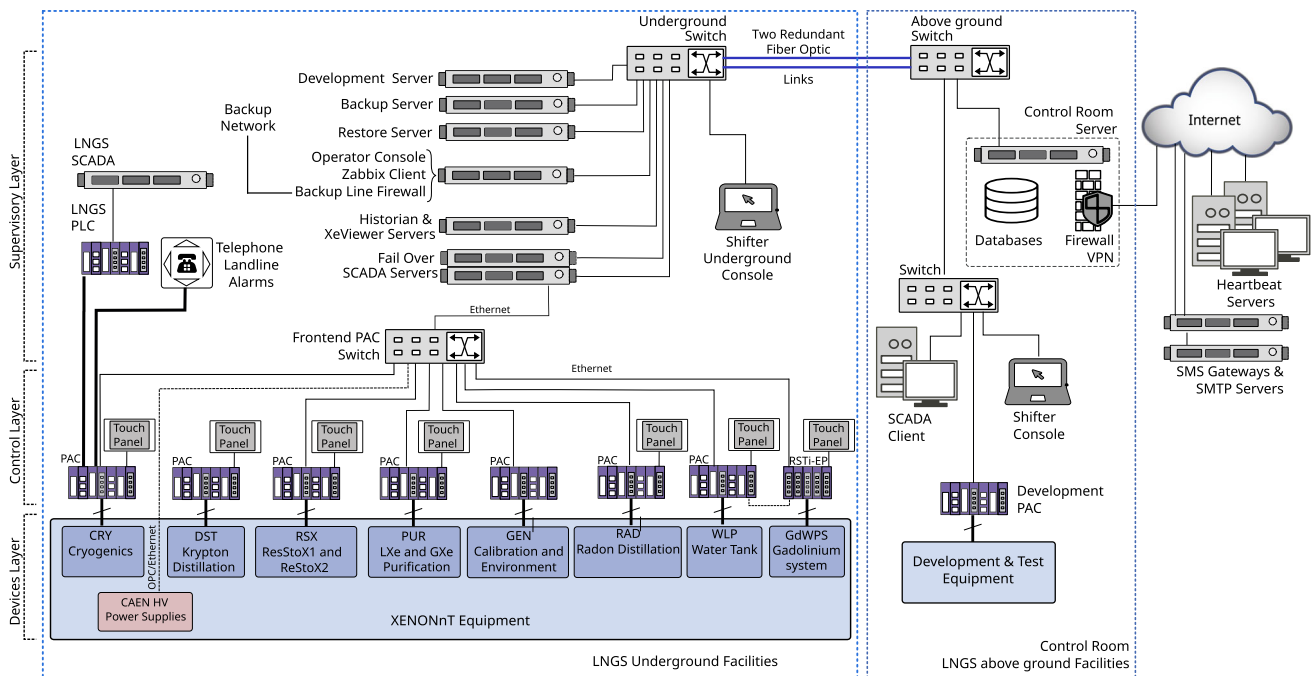 Underground
Switch
Two Redundant
Fiber Optic
Links
Above ground
Switch
Development Server
Backup Server
Restore Server
Backup
Network
Operator Console
Zabbix Client
Backup Line Firewall
Historian &
XeViewer Servers
Fail Over
SCADA Servers
LNGS
SCADA
LNGS
PLC
Telephone
Landline
Alarms
Shifter
Underground
Console
Control Room
Server
Databases
Firewall
VPN
Internet
Heartbeat
Servers
SMS Gateways &
SMTP Servers
Supervisory Layer
Ethernet
Frontend PAC
Switch
Ethernet
Switch
SCADA
Client
Shifter
Console
Control Layer
Touch
Panel
Touch
Panel
Touch
Panel
Touch
Panel
Touch
Panel
Touch
Panel
Touch
Panel
PAC
PAC
PAC
PAC
PAC
PAC
PAC
RSTi-EP
Development
PAC
Devices Layer
CRY
Cryogenics
OPC/Ethernet
DST
Krypton
Distillation
RSX
ResStoX1 and
ReStoX2
PUR
LXe and GXe
Purification
GEN
Calibration and
Environment
RAD
Radon Distillation
WLP
Water Tank
GdWPS
Gadolinium
system
CAEN HV
Power Supplies
XENONnT Equipment
Development & Test
Equipment
LNGS Underground Facilities
Control Room
LNGS above ground Facilities